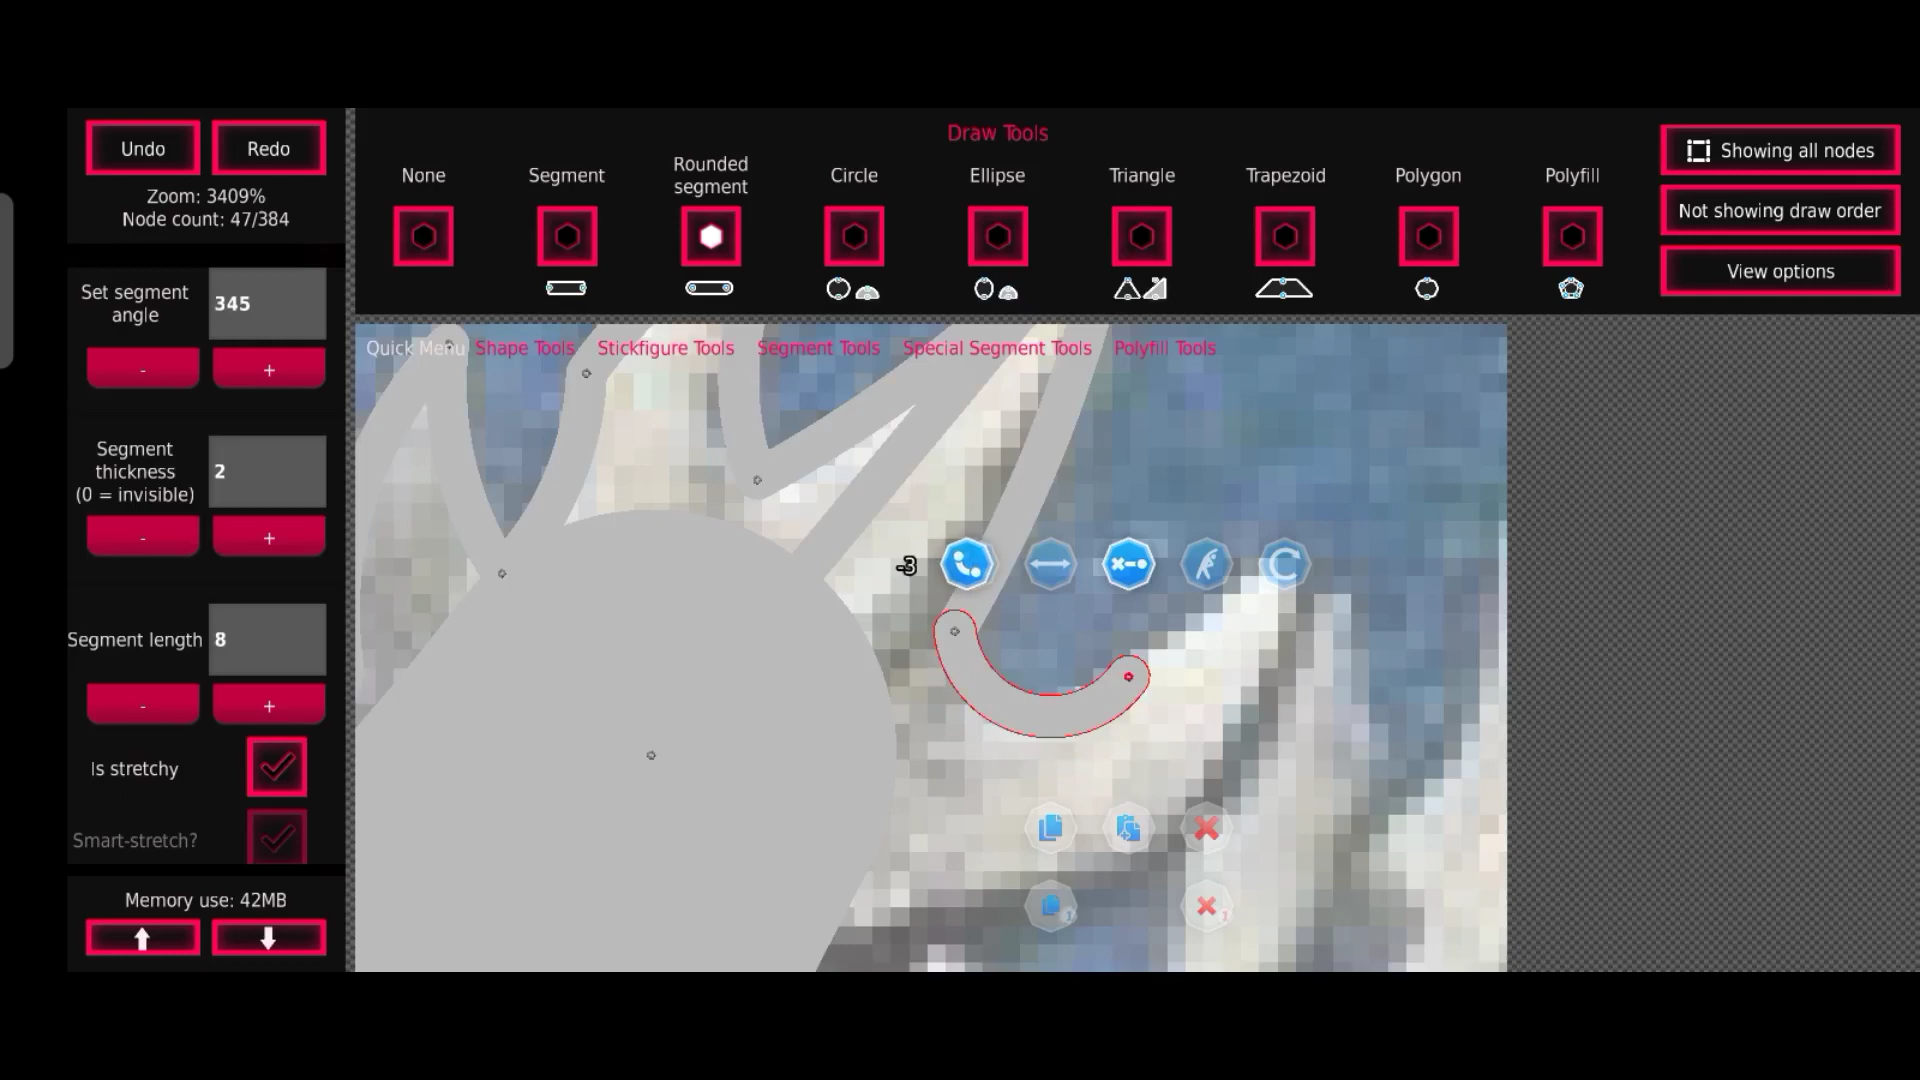 Undo
Redo
Zoom: 3409%
Node count: 47/384
Set segment
angle
345
-
+
Segment
thickness
(0 = invisible)
2
-
+
Segment length
8
-
+
Is stretchy
Smart-stretch?
Memory use: 42MB
Draw Tools
None
Segment
Rounded
segment
Circle
Ellipse
Triangle
Trapezoid
Polygon
Polyfill
Showing all nodes
Not showing draw order
View options
Quick Menu
Shape Tools
Stickfigure Tools
Segment Tools
Special Segment Tools
Polyfill Tools
-3
1
1